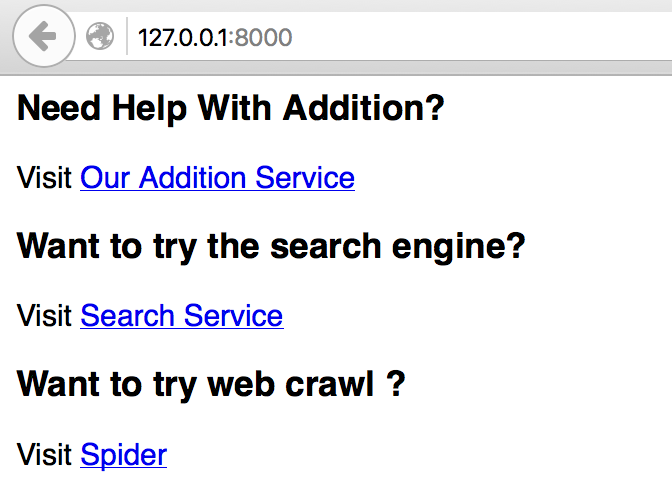 127.0.0.1:8000
Need Help With Addition?
Visit Our Addition Service
Want to try the search engine?
Visit Search Service
Want to try web crawl ?
Visit Spider